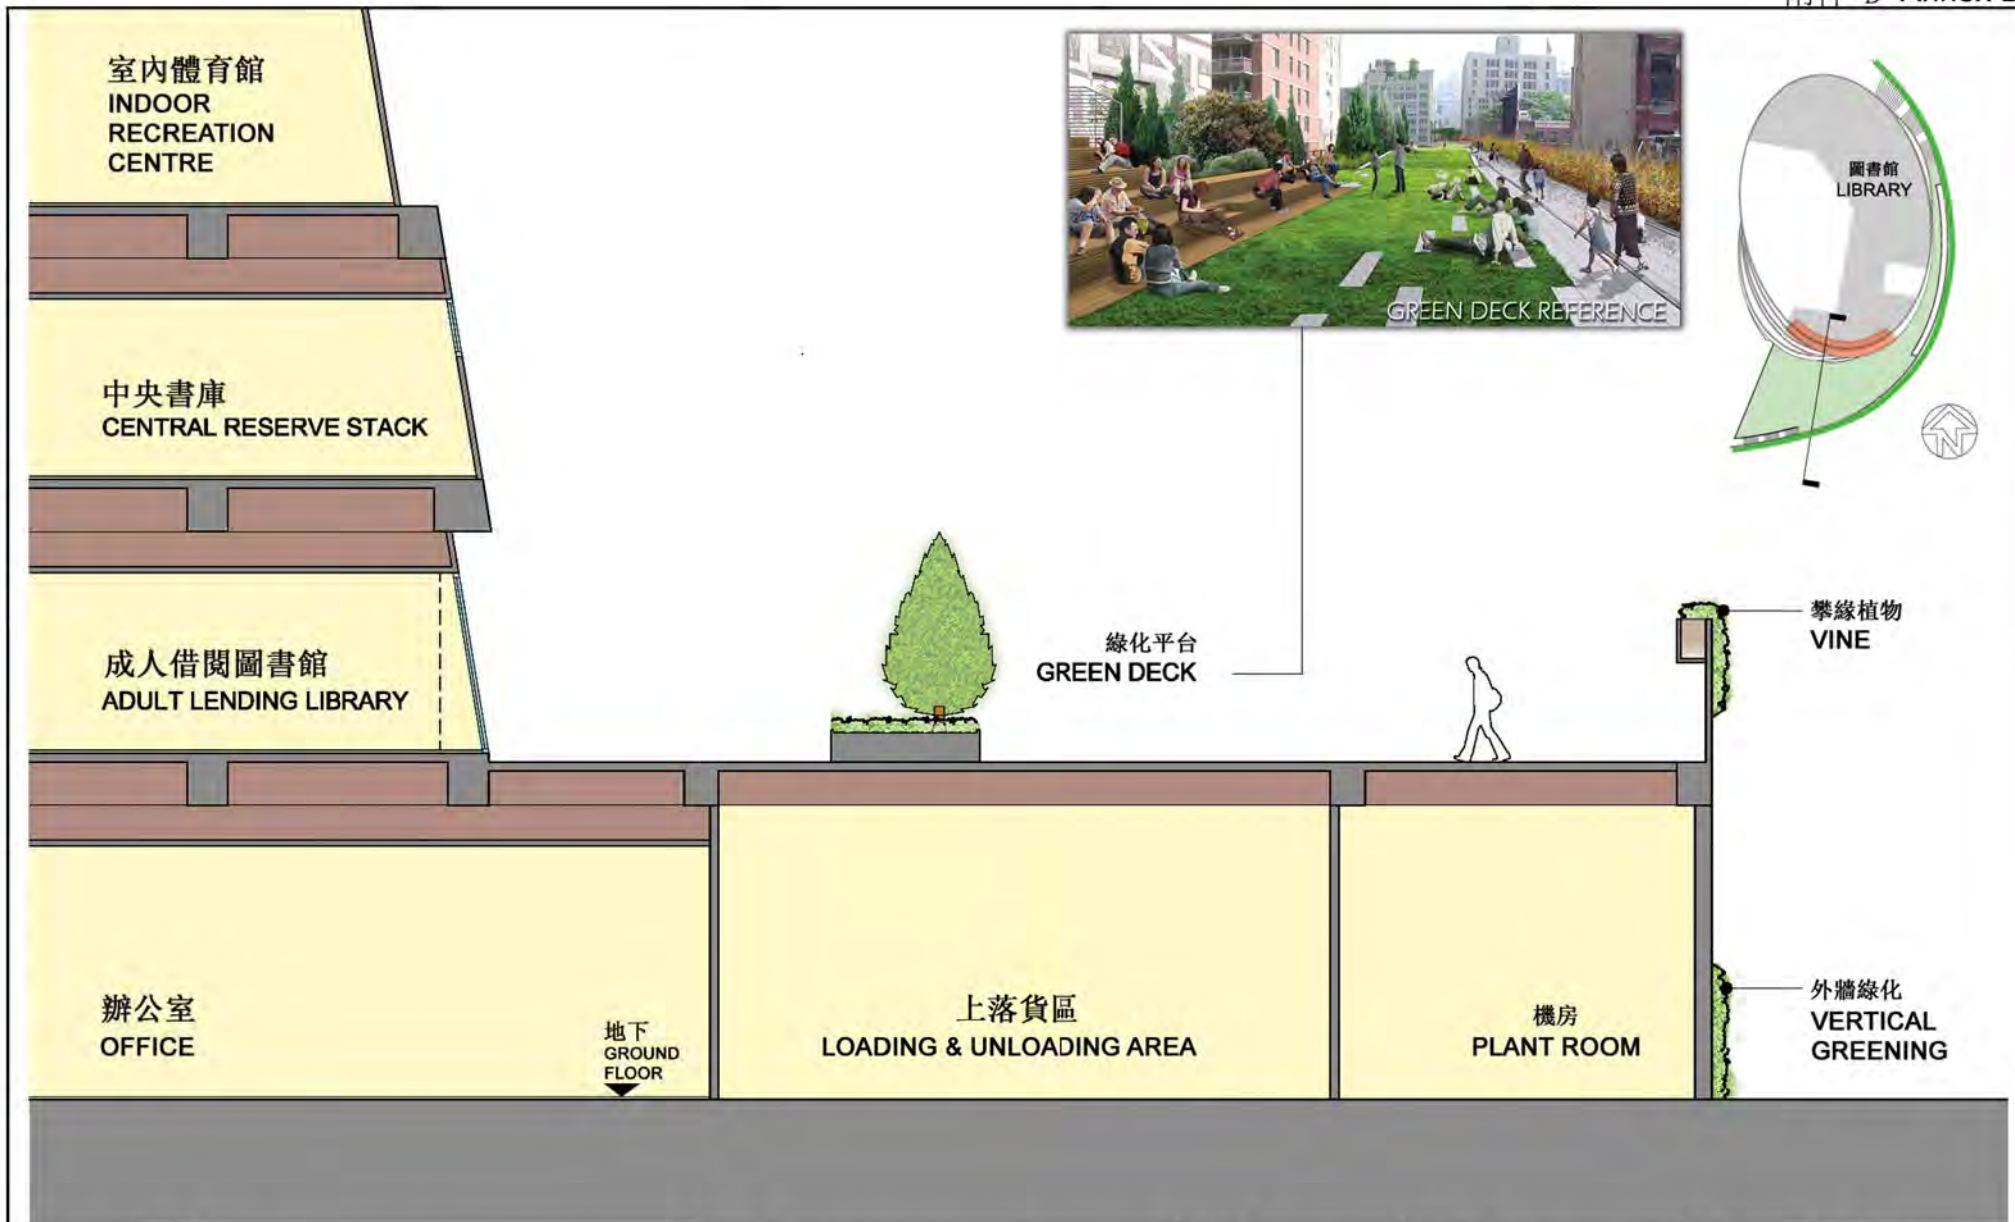 室內體育館
INDOOR
RECREATION
CENTRE
中央書庫
CENTRAL RESERVE STACK
成人借閱圖書館
ADULT LENDING LIBRARY
辦公室
OFFICE
地下
GROUND
FLOOR
上落貨區
LOADING & UNLOADING AREA
機房
PLANT ROOM
綠化平台
GREEN DECK
GREEN DECK REFERENCE
圖書館
LIBRARY
N
攀緣植物
VINE
外牆綠化
VERTICAL
GREENING